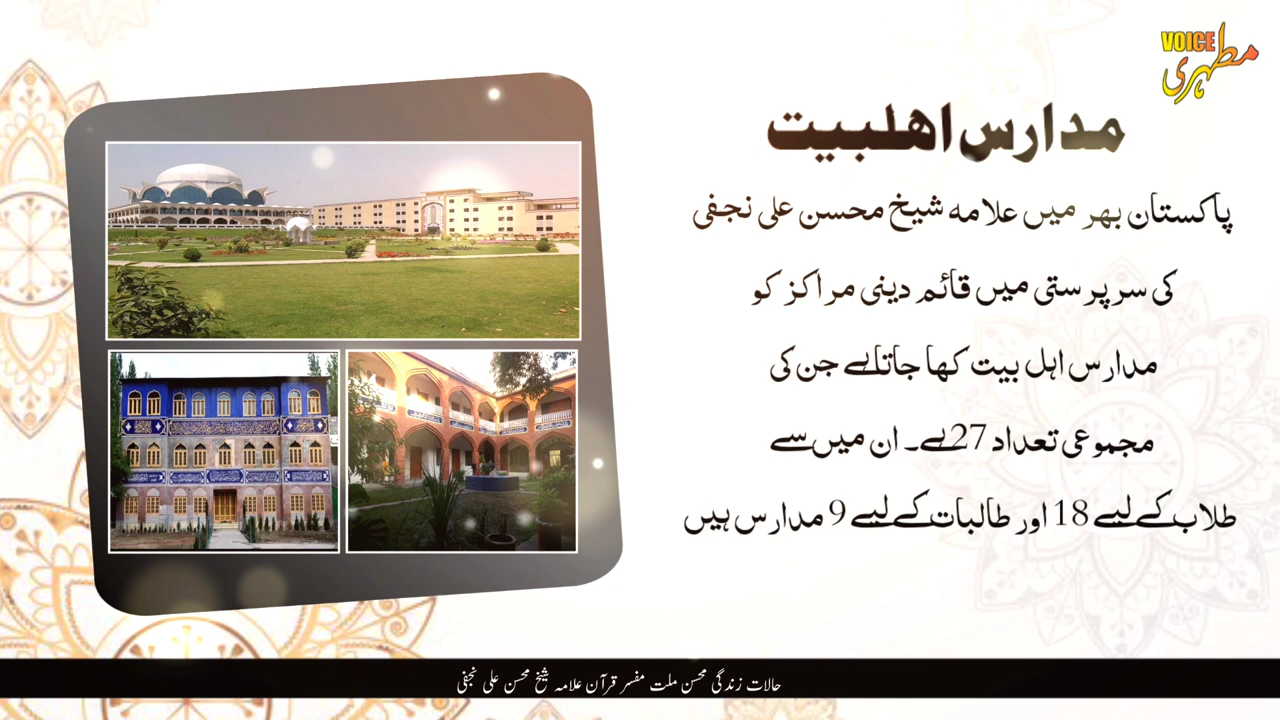 VOICE
مطہری
مدارس اھلبیت
پاکستان بھر میں علامہ شیخ محسن علی نجفی
کی سرپرستی میں قائم دینی مراکز کو
مدارس اہل بیت کہا جاتا ہے جن کی
مجموعی تعداد 27 ہے۔ ان میں سے
طلاب کے لیے 18 اور طالبات کے لیے 9 مدارس ہیں
حالات زندگی محسن ملت مفسر قرآن علامہ شیخ محسن علی نجفی